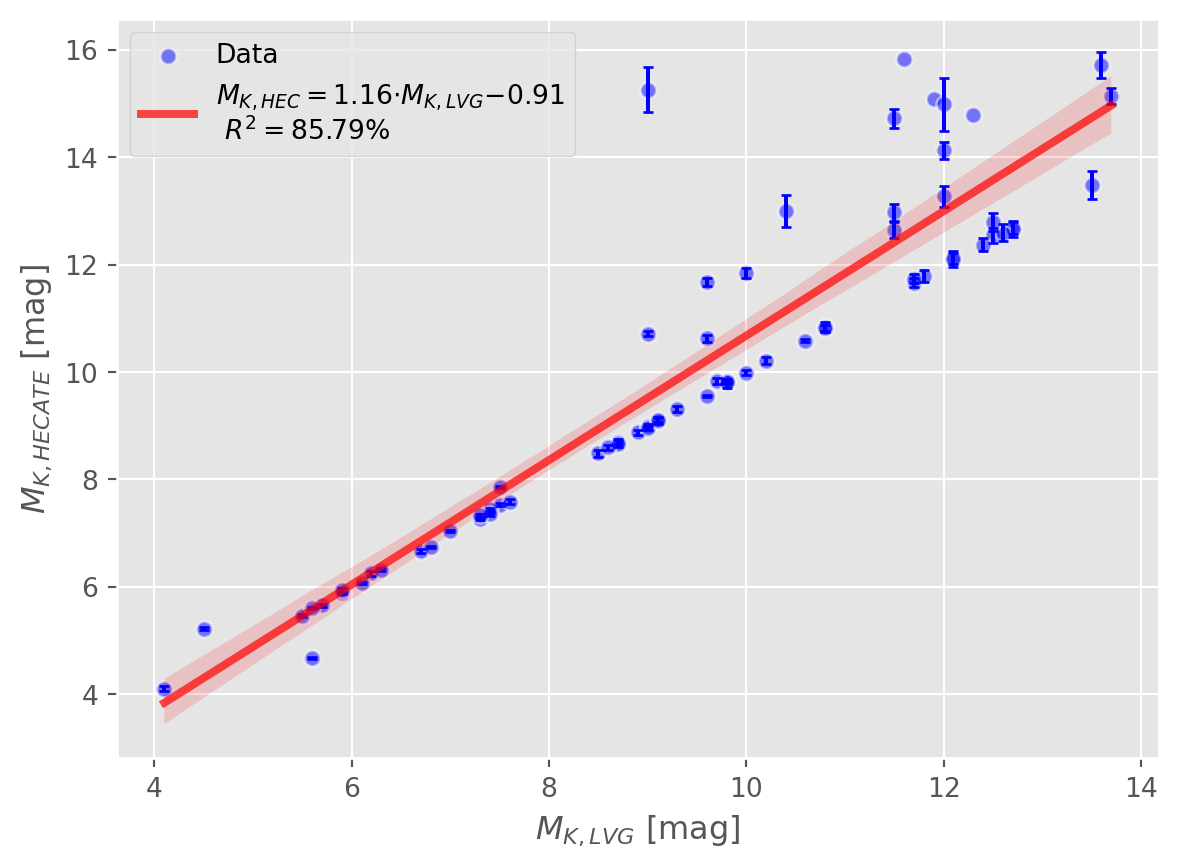 Data
M_{K, HEC} = 1.16·M_{K, LVG}−0.91
R² = 85.79%
16
14
12
10
8
6
4
M_{K, HECATE} [mag]
4 6 8 10 12 14
M_{K, LVG} [mag]